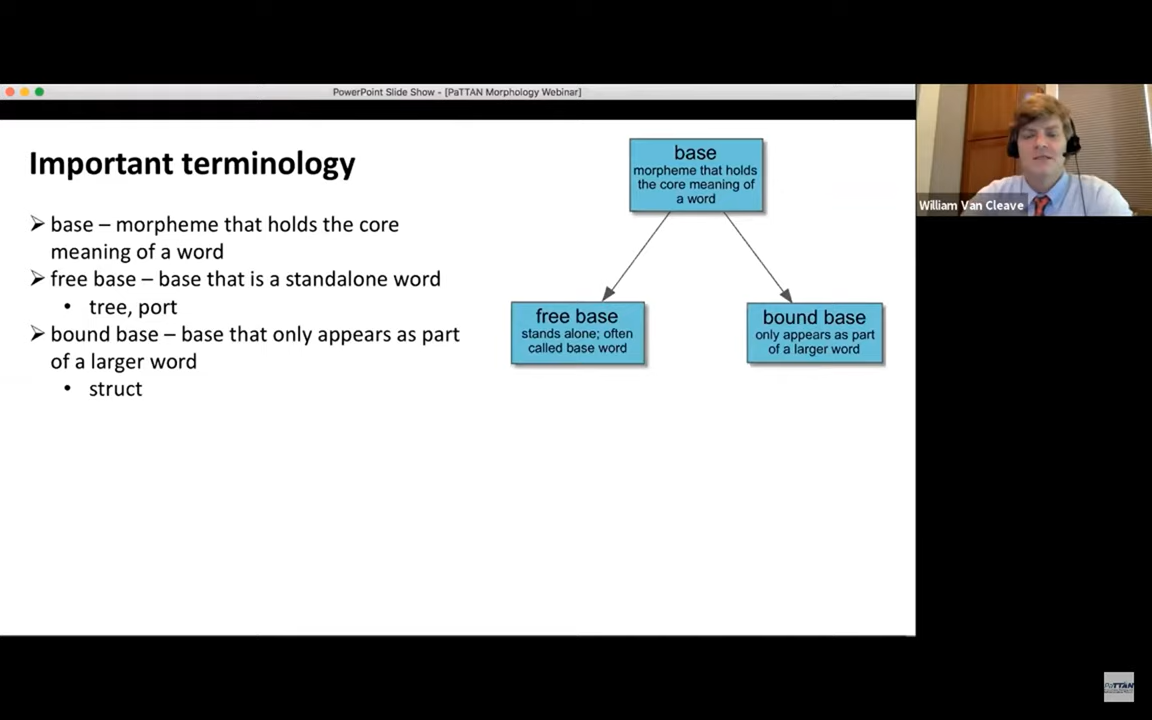 PowerPoint Slide Show - [PaTTAN Morphology Webinar]
Important terminology
➢ base – morpheme that holds the core
meaning of a word
➢ free base – base that is a standalone word
• tree, port
➢ bound base – base that only appears as part
of a larger word
• struct
base
morpheme that holds
the core meaning of
a word
free base
stands alone; often
called base word
bound base
only appears as part
of a larger word
William Van Cleave
PaTTAN